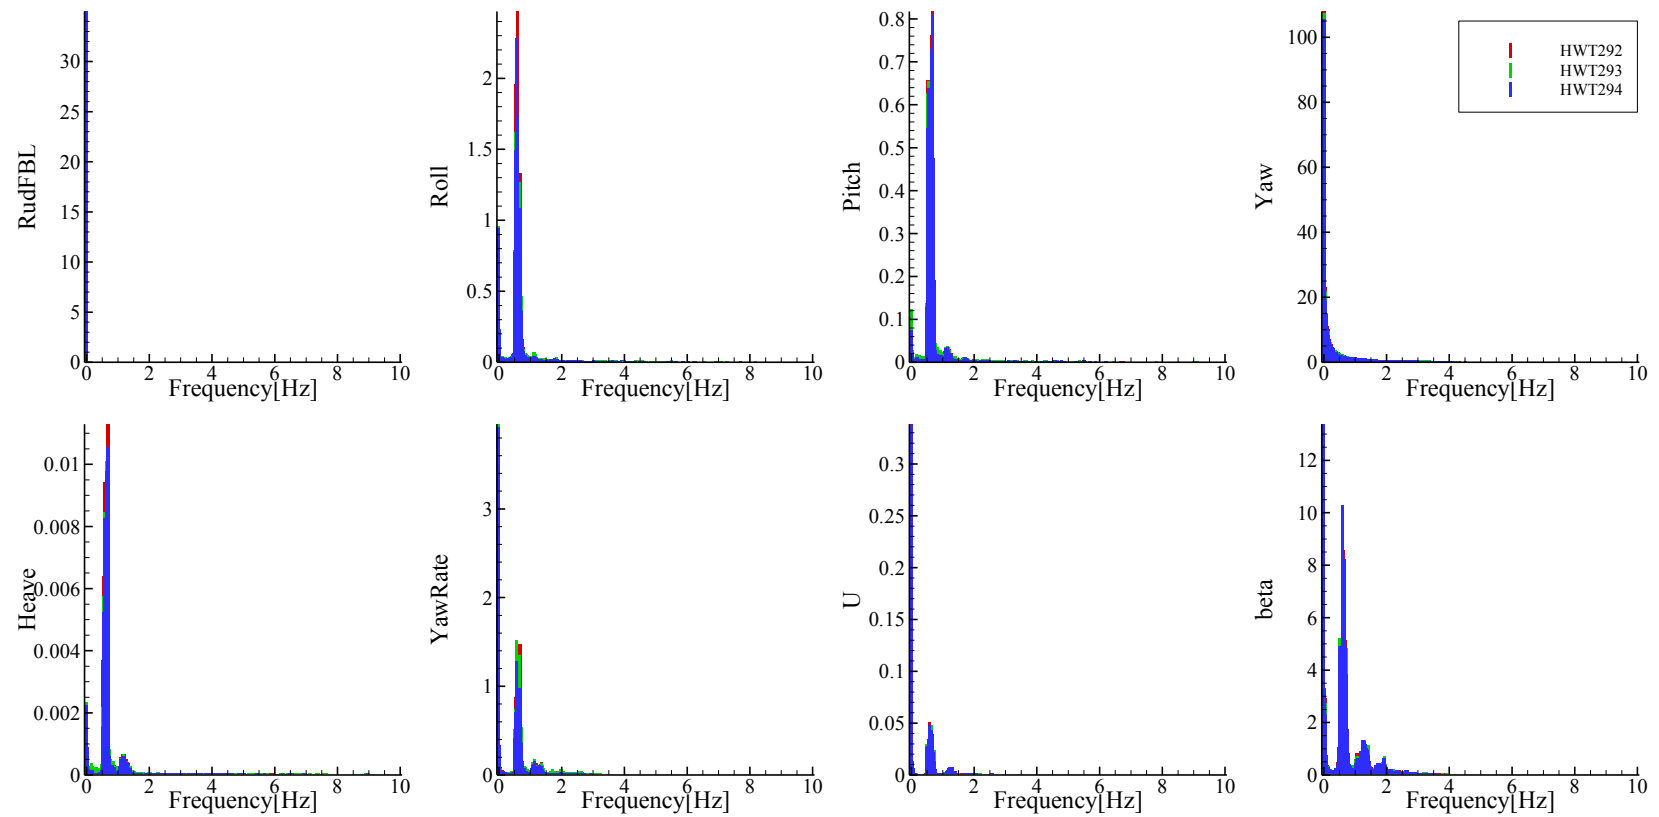 RudFBL
30
25
20
15
10
5
0
0 2 4 6 8 10
Frequency[Hz]
Roll
2
1.5
1
0.5
0
0 2 4 6 8 10
Frequency[Hz]
Pitch
0.8
0.7
0.6
0.5
0.4
0.3
0.2
0.1
0
0 2 4 6 8 10
Frequency[Hz]
Yaw
100
80
60
40
20
0
0 2 4 6 8 10
Frequency[Hz]
HWT292
HWT293
HWT294
Heave
0.01
0.008
0.006
0.004
0.002
0
0 2 4 6 8 10
Frequency[Hz]
YawRate
3
2
1
0
0 2 4 6 8 10
Frequency[Hz]
U
0.3
0.25
0.2
0.15
0.1
0.05
0
0 2 4 6 8 10
Frequency[Hz]
beta
12
10
8
6
4
2
0
0 2 4 6 8 10
Frequency[Hz]